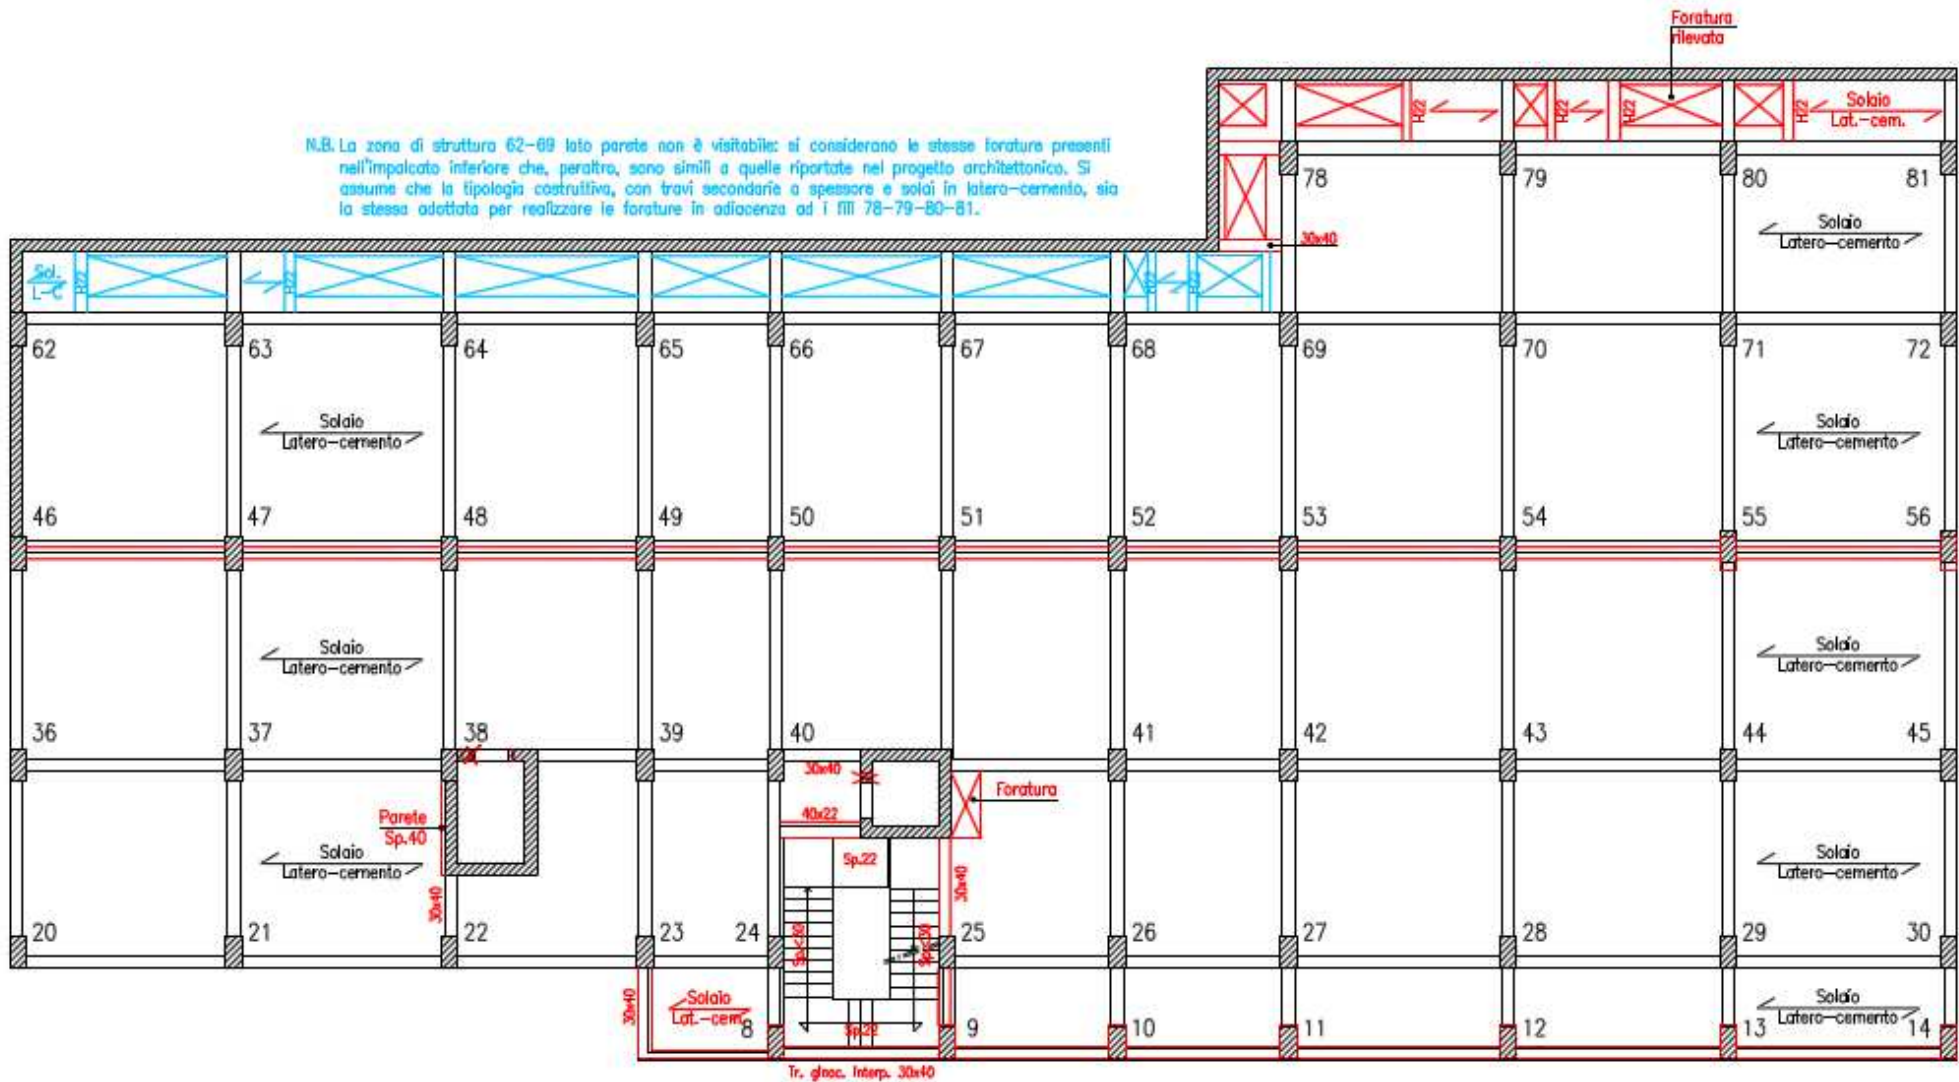 Foratura
rilevata
H22
H22
H22
H22
Solaio
Lat.-cem.
N.B. La zona di struttura 62-69 lato parete non è visitabile: si considerano le stesse forature presenti
nell'impalcato inferiore che, peraltro, sono simili a quelle riportate nel progetto architettonico. Si
assume che la tipologia costruttiva, con travi secondarie a spessore e solai in latero-cemento, sia
la stessa adottata per realizzare le forature in adiacenza ad i fili 78-79-80-81.
78
79
80
81
Solaio
Latero-cemento
30x40
Sol.
L-C
H22
H22
H22
H22
62
63
64
65
66
67
68
69
70
71
72
Solaio
Latero-cemento
Solaio
Latero-cemento
46
47
48
49
50
51
52
53
54
55
56
Solaio
Latero-cemento
Solaio
Latero-cemento
36
37
38
39
40
41
42
43
44
45
30x40
Foratura
Parete
Sp.40
40x22
Solaio
Latero-cemento
Sp.22
30x40
30x40
Solaio
Latero-cemento
20
21
22
23
24
25
26
27
28
29
30
30x40
Solaio
Lat.-cem.
Sp.22
Solaio
Latero-cemento
8
9
10
11
12
13
14
Tr. ginoc. interp. 30x40